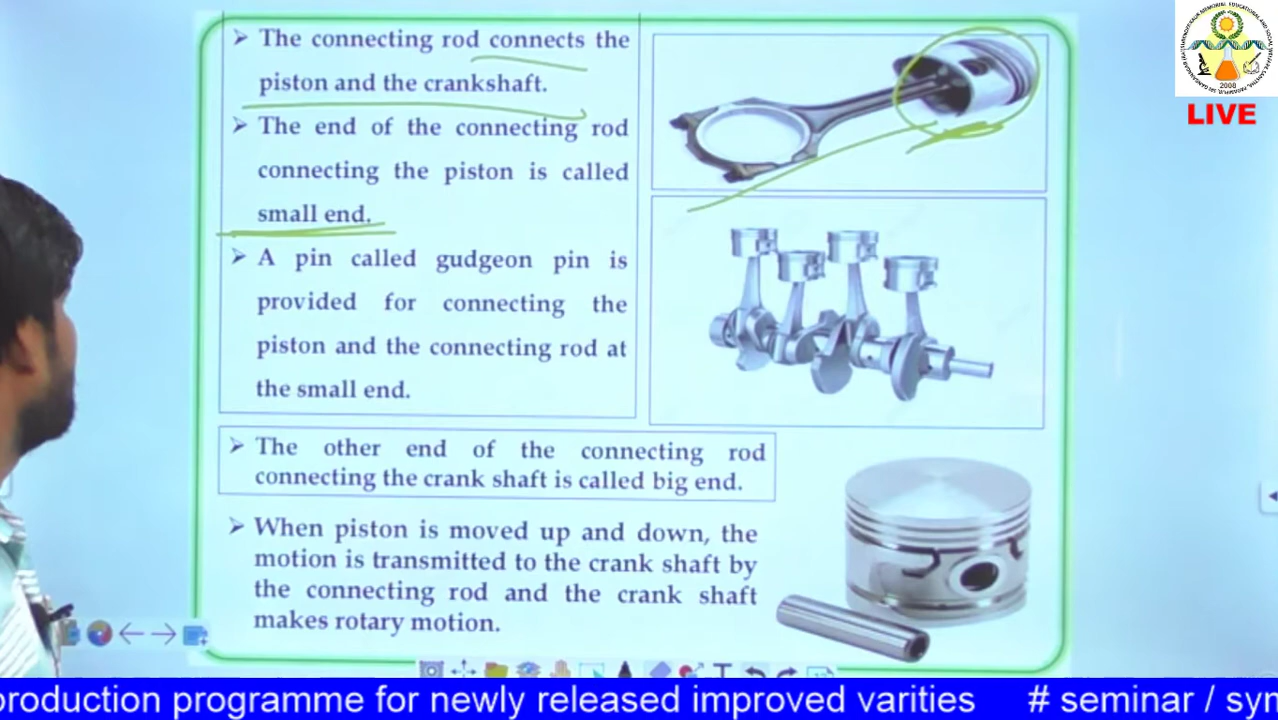 ➤ The connecting rod connects the
piston and the crankshaft.
➤ The end of the connecting rod
connecting the piston is called
small end.
➤ A pin called gudgeon pin is
provided for connecting the
piston and the connecting rod at
the small end.
➤ The other end of the connecting rod
connecting the crank shaft is called big end.
➤ When piston is moved up and down, the
motion is transmitted to the crank shaft by
the connecting rod and the crank shaft
makes rotary motion.
2008
LIVE
production programme for newly released improved varities # seminar / syn